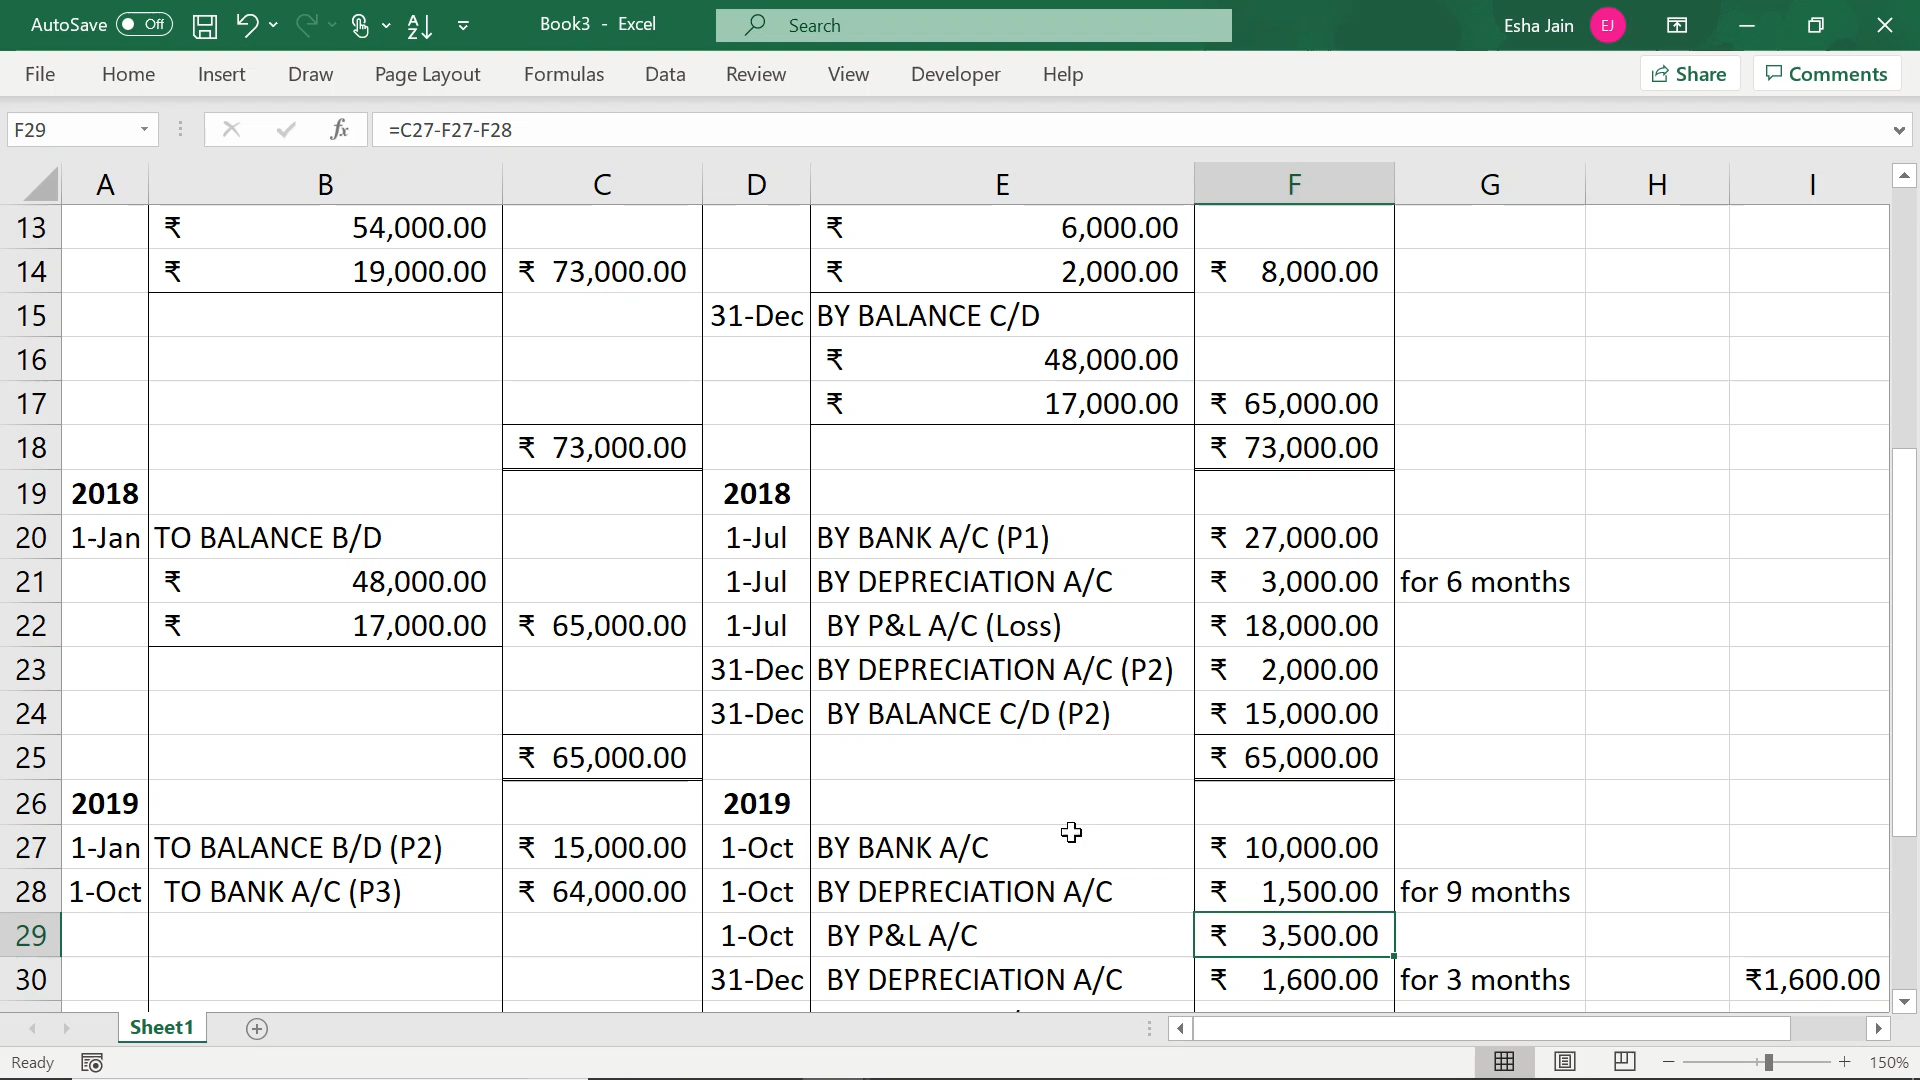 AutoSave Off Book3 - Excel Search Esha Jain EJ
File Home Insert Draw Page Layout Formulas Data Review View Developer Help Share Comments
F29 fx =C27-F27-F28
A B C D E F G H I
13 ₹ 54,000.00 ₹ 6,000.00
14 ₹ 19,000.00 ₹ 73,000.00 ₹ 2,000.00 ₹ 8,000.00
15 31-Dec BY BALANCE C/D
16 ₹ 48,000.00
17 ₹ 17,000.00 ₹ 65,000.00
18 ₹ 73,000.00 ₹ 73,000.00
19 2018 2018
20 1-Jan TO BALANCE B/D 1-Jul BY BANK A/C (P1) ₹ 27,000.00
21 ₹ 48,000.00 1-Jul BY DEPRECIATION A/C ₹ 3,000.00 for 6 months
22 ₹ 17,000.00 ₹ 65,000.00 1-Jul BY P&L A/C (Loss) ₹ 18,000.00
23 31-Dec BY DEPRECIATION A/C (P2) ₹ 2,000.00
24 31-Dec BY BALANCE C/D (P2) ₹ 15,000.00
25 ₹ 65,000.00 ₹ 65,000.00
26 2019 2019
27 1-Jan TO BALANCE B/D (P2) ₹ 15,000.00 1-Oct BY BANK A/C ₹ 10,000.00
28 1-Oct TO BANK A/C (P3) ₹ 64,000.00 1-Oct BY DEPRECIATION A/C ₹ 1,500.00 for 9 months
29 1-Oct BY P&L A/C ₹ 3,500.00
30 31-Dec BY DEPRECIATION A/C ₹ 1,600.00 for 3 months ₹1,600.00
Sheet1
Ready 150%